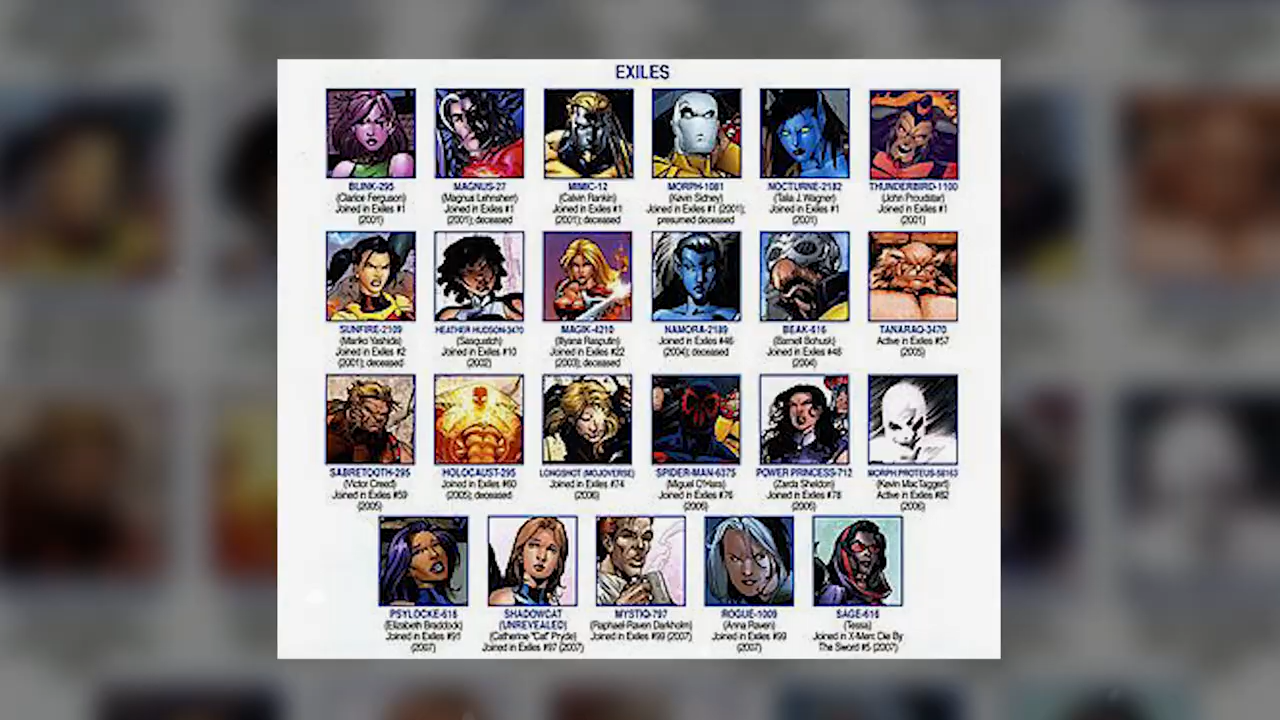 EXILES
BLINK-295 MAGNUS-27 MIMIC-12 MORPH-1081 NOCTURNE-2182 THUNDERBIRD-1100
(Clarice Ferguson) (Magnus Lehnsherr) (Calvin Rankin) (Kevin Sidney) (Talia J. Wagner) (John Proudstar)
Joined in Exiles #1 Joined in Exiles #1 Joined in Exiles #1 Joined in Exiles #1 (2001); Joined in Exiles #1 Joined in Exiles #1
(2001) (2001); deceased (2001); deceased presumed deceased (2001) (2001)
SUNFIRE-2109 HEATHER HUDSON-3470 MAGIK-4210 NAMORA-2189 BEAK-616 TANARAQ-3470
(Mariko Yashida) (Sasquatch) (Illyana Rasputin) Joined in Exiles #46 (Barnell Bohusk) Active in Exiles #57
Joined in Exiles #2 Joined in Exiles #10 Joined in Exiles #22 (2004); deceased Joined in Exiles #48 (2005)
(2001); deceased (2002) (2003); deceased (2004)
SABRETOOTH-295 HOLOCAUST-295 LONGSHOT (MOJOVERSE) SPIDER-MAN-6375 POWER PRINCESS-712 MORPH PROTEUS-58163
(Victor Creed) Joined in Exiles #60 Joined in Exiles #74 (Miguel O'Hara) (Zarda Shelton) (Kevin MacTaggert)
Joined in Exiles #59 (2005); deceased (2006) Joined in Exiles #76 Joined in Exiles #78 Active in Exiles #82
(2005) (2006) (2006) (2006)
PSYLOCKE-616 SHADOWCAT MYSTIQ-797 ROGUE-1009 SAGE-616
(Elizabeth Braddock) (UNREVEALED) (Raphael-Raven Darkholm) (Anna Raven) (Tessa)
Joined in Exiles #91 (Catherine "Cat" Pryde) Joined in Exiles #99 (2007) Joined in Exiles #99 Joined in X-Men: Die By
(2007) Joined in Exiles #97 (2007) (2007) The Sword #5 (2007)